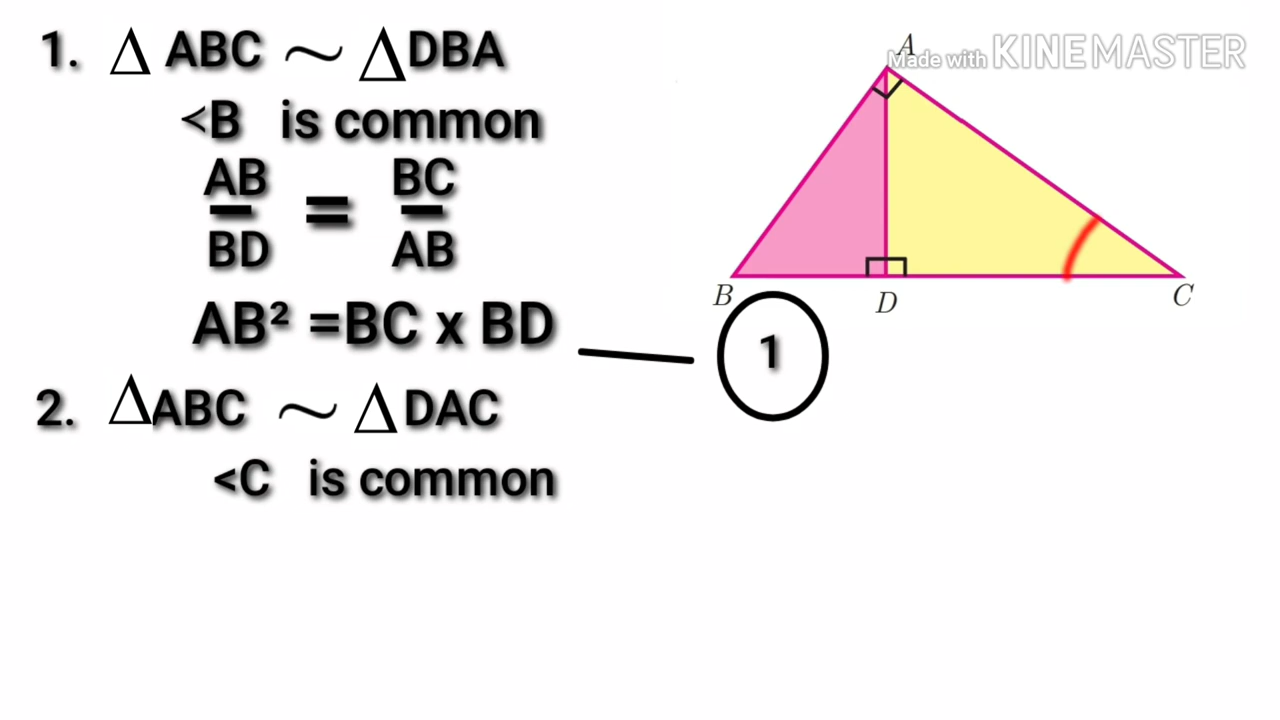 1. Δ ABC ~ ΔDBA
<B is common
AB/BD = BC/AB
AB² =BC x BD
1
2. ΔABC ~ ΔDAC
<C is common
A
Made with KINEMASTER
B
D
C